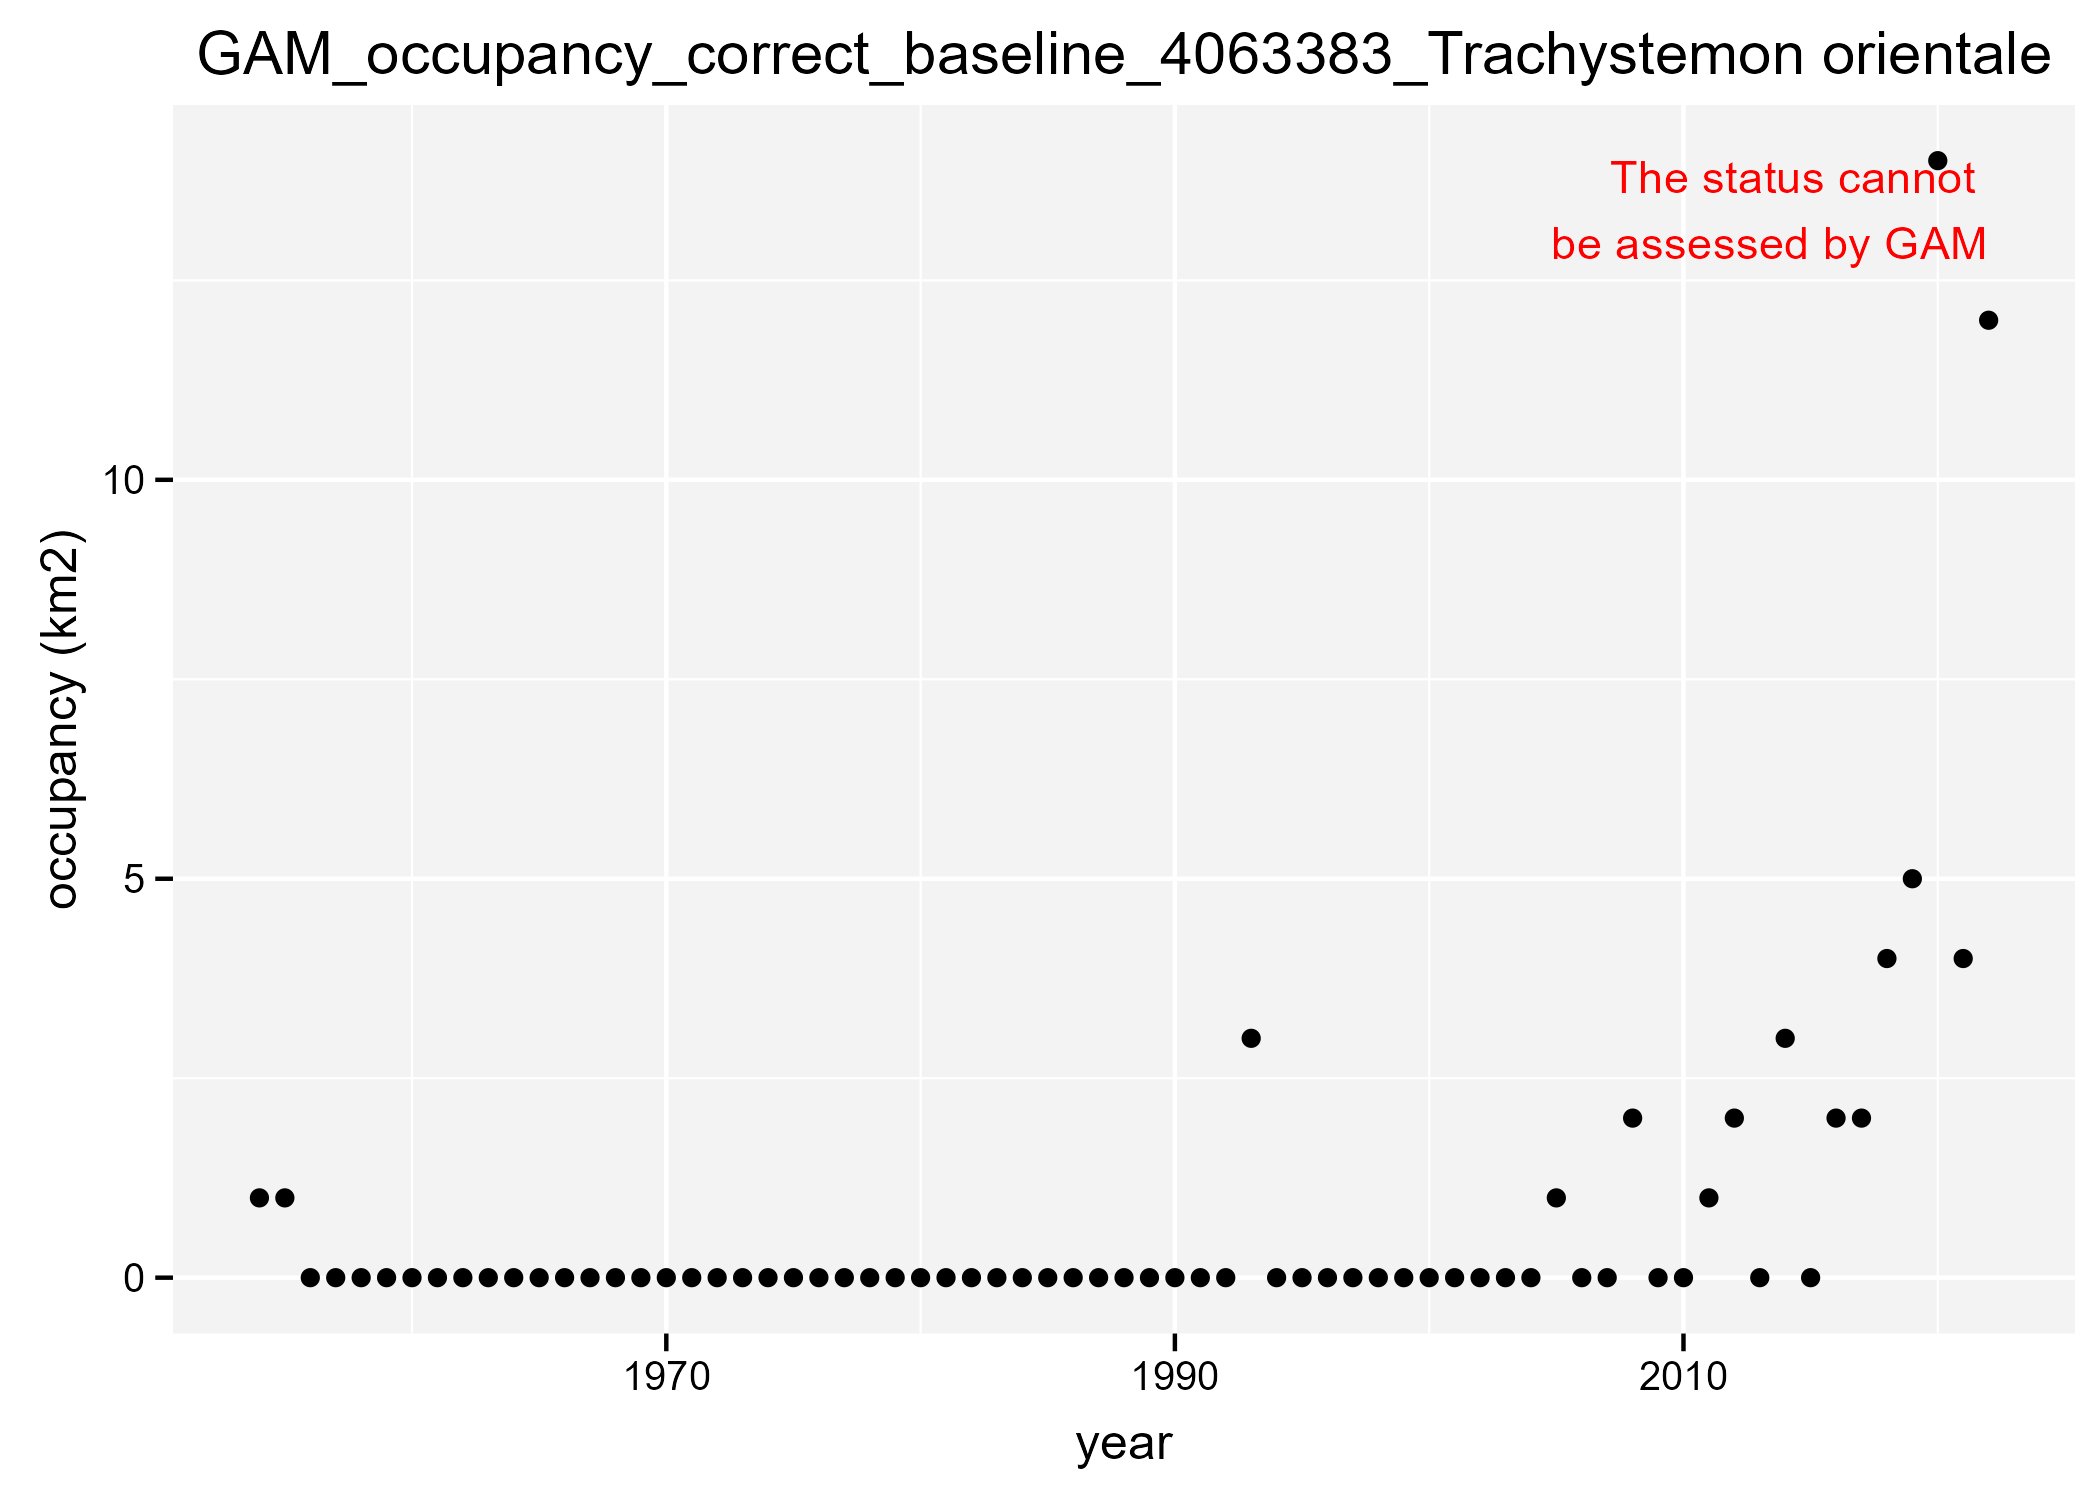 GAM_occupancy_correct_baseline_4063383_Trachystemon orientale
The status cannot
be assessed by GAM
10
5
0
occupancy (km2)
1970
1990
2010
year